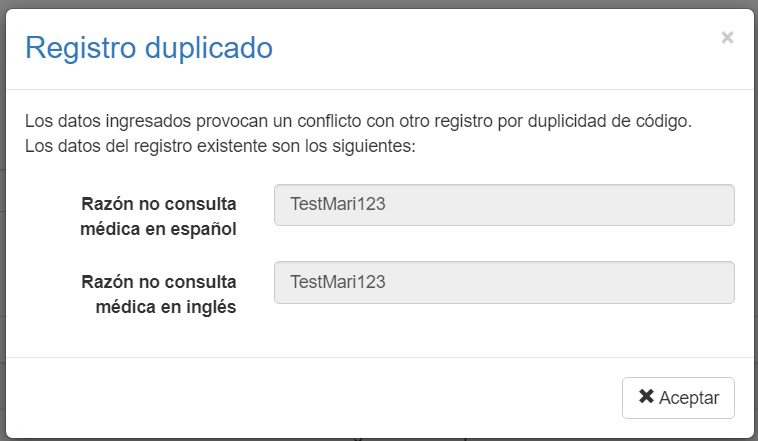 Registro duplicado
×
Los datos ingresados provocan un conflicto con otro registro por duplicidad de código.
Los datos del registro existente son los siguientes:
Razón no consulta
médica en español
TestMari123
Razón no consulta
médica en inglés
TestMari123
✖ Aceptar